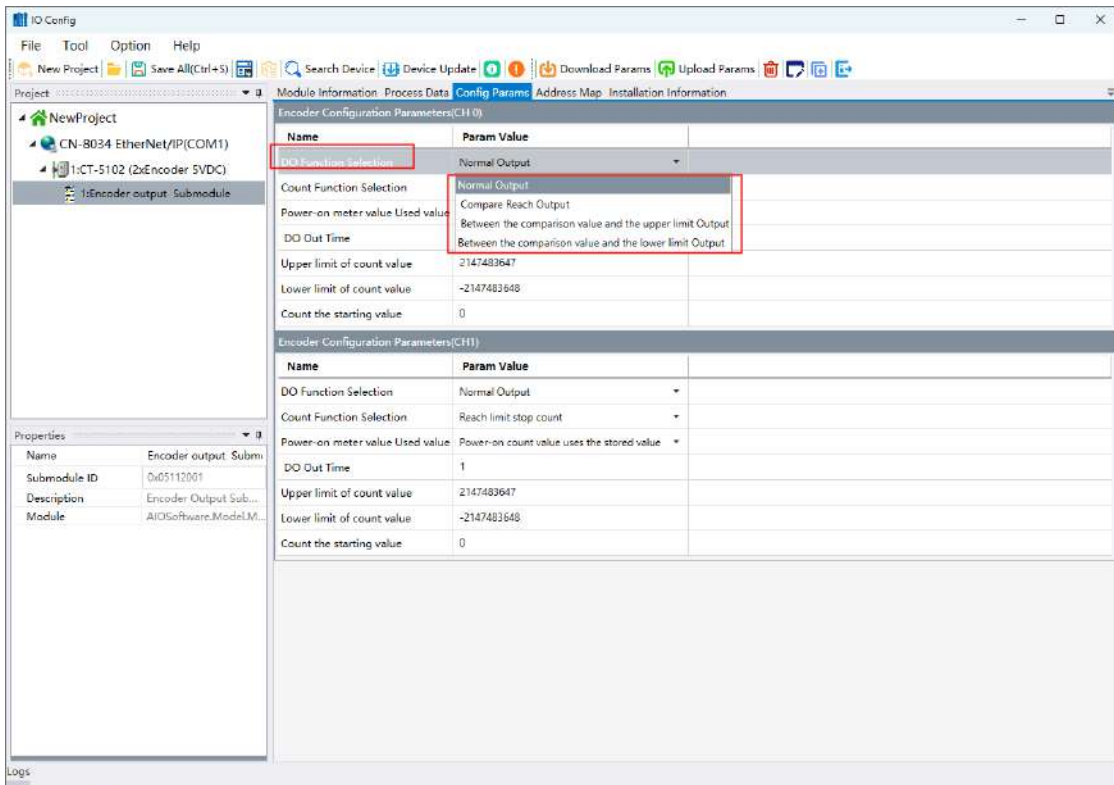 IO Config
File Tool Option Help
New Project Save All(Ctrl+S) Search Device Device Update Download Params Upload Params
Project
Module Information Process Data Config Params Address Map Installation Information
NewProject
CN-8034 EtherNet/IP(COM1)
1:CT-5102 (2xEncoder 5VDC)
1:Encoder output Submodule
Encoder Configuration Parameters(CH 0)
Name Param Value
DO Function Selection Normal Output
Normal Output
Compare Reach Output
Between the comparison value and the upper limit Output
Between the comparison value and the lower limit Output
Count Function Selection
Power-on meter value Used value
DO Out Time
Upper limit of count value 2147483647
Lower limit of count value -2147483648
Count the starting value 0
Encoder Configuration Parameters(CH1)
Name Param Value
DO Function Selection Normal Output
Count Function Selection Reach limit stop count
Power-on meter value Used value Power-on count value uses the stored value
DO Out Time 1
Upper limit of count value 2147483647
Lower limit of count value -2147483648
Count the starting value 0
Properties
Name Encoder output Subm
Submodule ID 0x05112001
Description Encoder Output Sub...
Module AIOSoftware.Model.M...
Logs